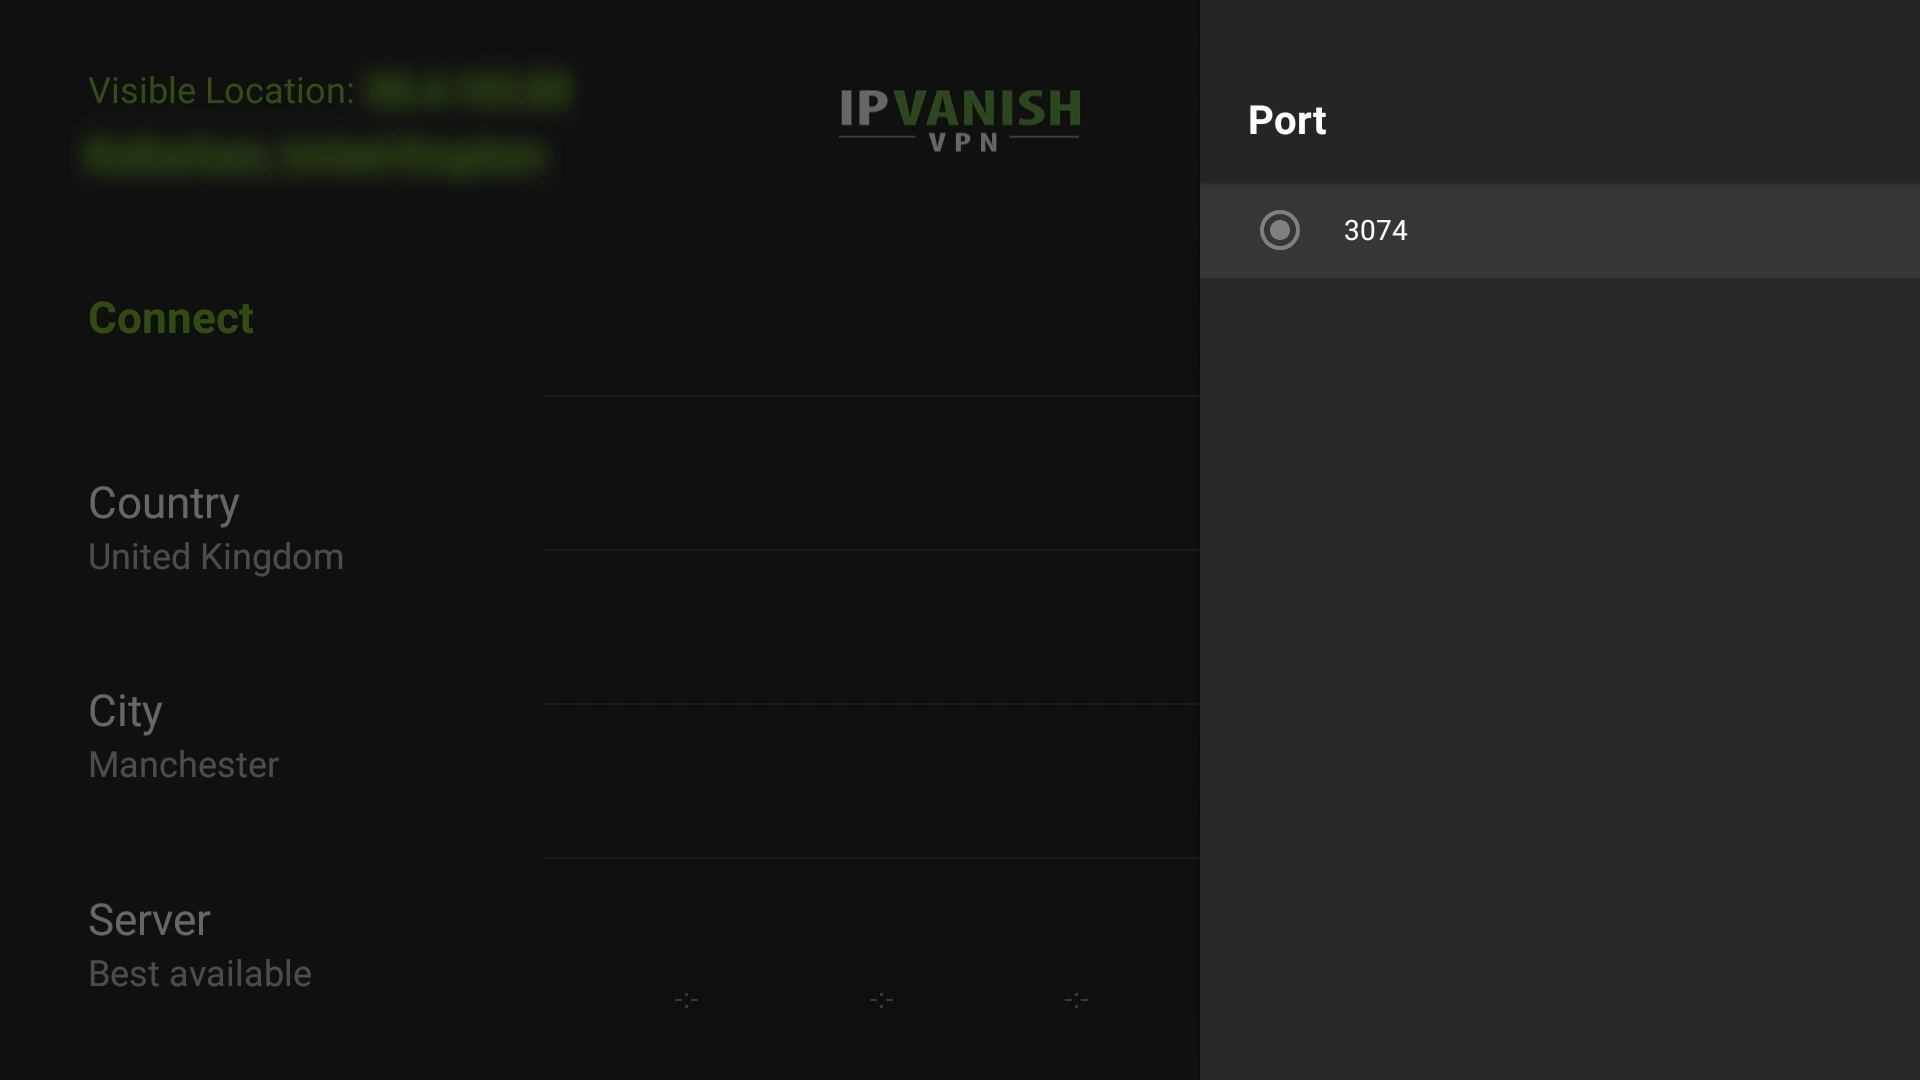 Visible Location:
IPVANISH
VPN
Connect
Country
United Kingdom
City
Manchester
Server
Best available
-:-
-:-
-:-
Port
3074